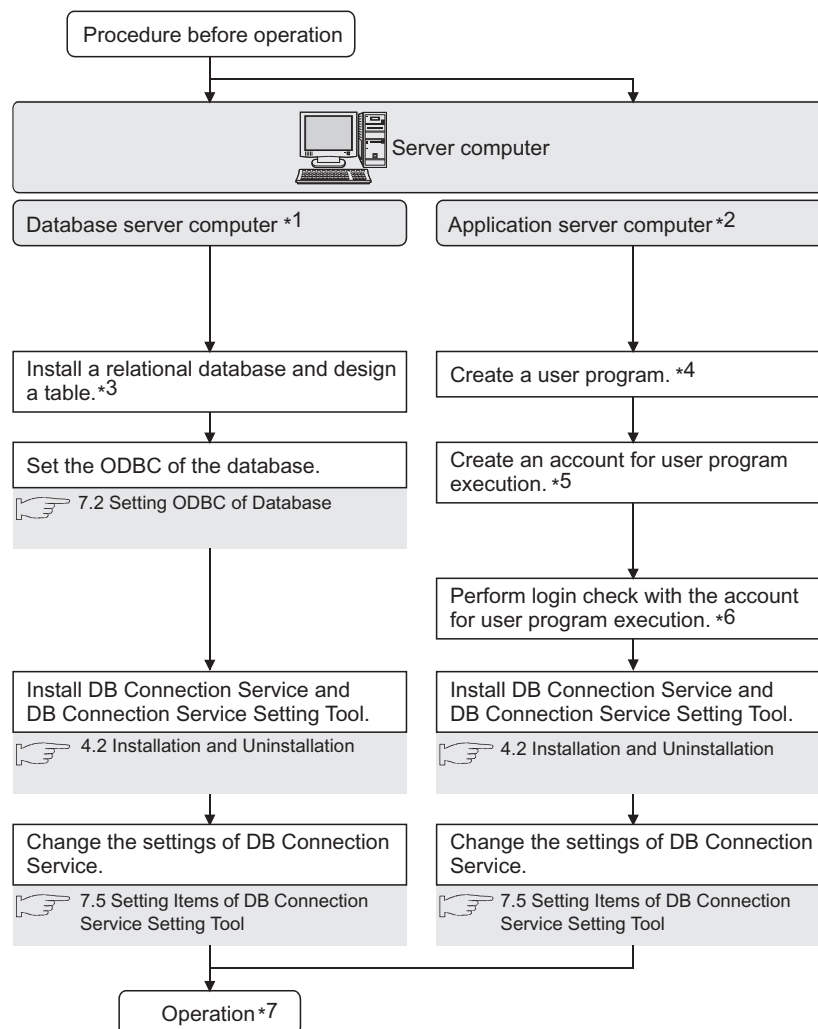 Procedure before operation
Server computer
Database server computer *1
Application server computer*2
Install a relational database and design
a table.*3
Create a user program. *4
Set the ODBC of the database.
7.2 Setting ODBC of Database
Create an account for user program
execution. *5
Perform login check with the account
for user program execution. *6
Install DB Connection Service and
DB Connection Service Setting Tool.
4.2 Installation and Uninstallation
Install DB Connection Service and
DB Connection Service Setting Tool.
4.2 Installation and Uninstallation
Change the settings of DB Connection
Service.
7.5 Setting Items of DB Connection
Service Setting Tool
Change the settings of DB Connection
Service.
7.5 Setting Items of DB Connection
Service Setting Tool
Operation*7